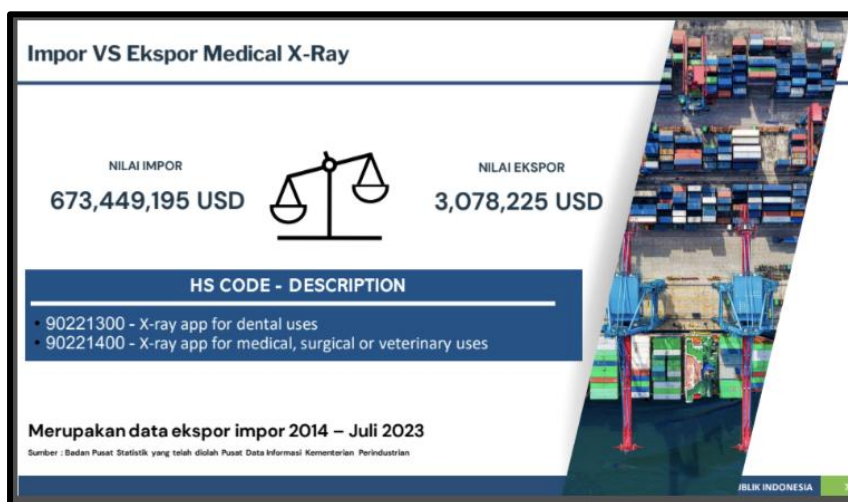 Impor VS Ekspor Medical X-Ray
NILAI IMPOR
673,449,195 USD
NILAI EKSPOR
3,078,225 USD
HS CODE - DESCRIPTION
• 90221300 - X-ray app for dental uses
• 90221400 - X-ray app for medical, surgical or veterinary uses
Merupakan data ekspor impor 2014 – Juli 2023
Sumber : Badan Pusat Statistik yang telah diolah Pusat Data Informasi Kementerian Perindustrian
INDONESIA